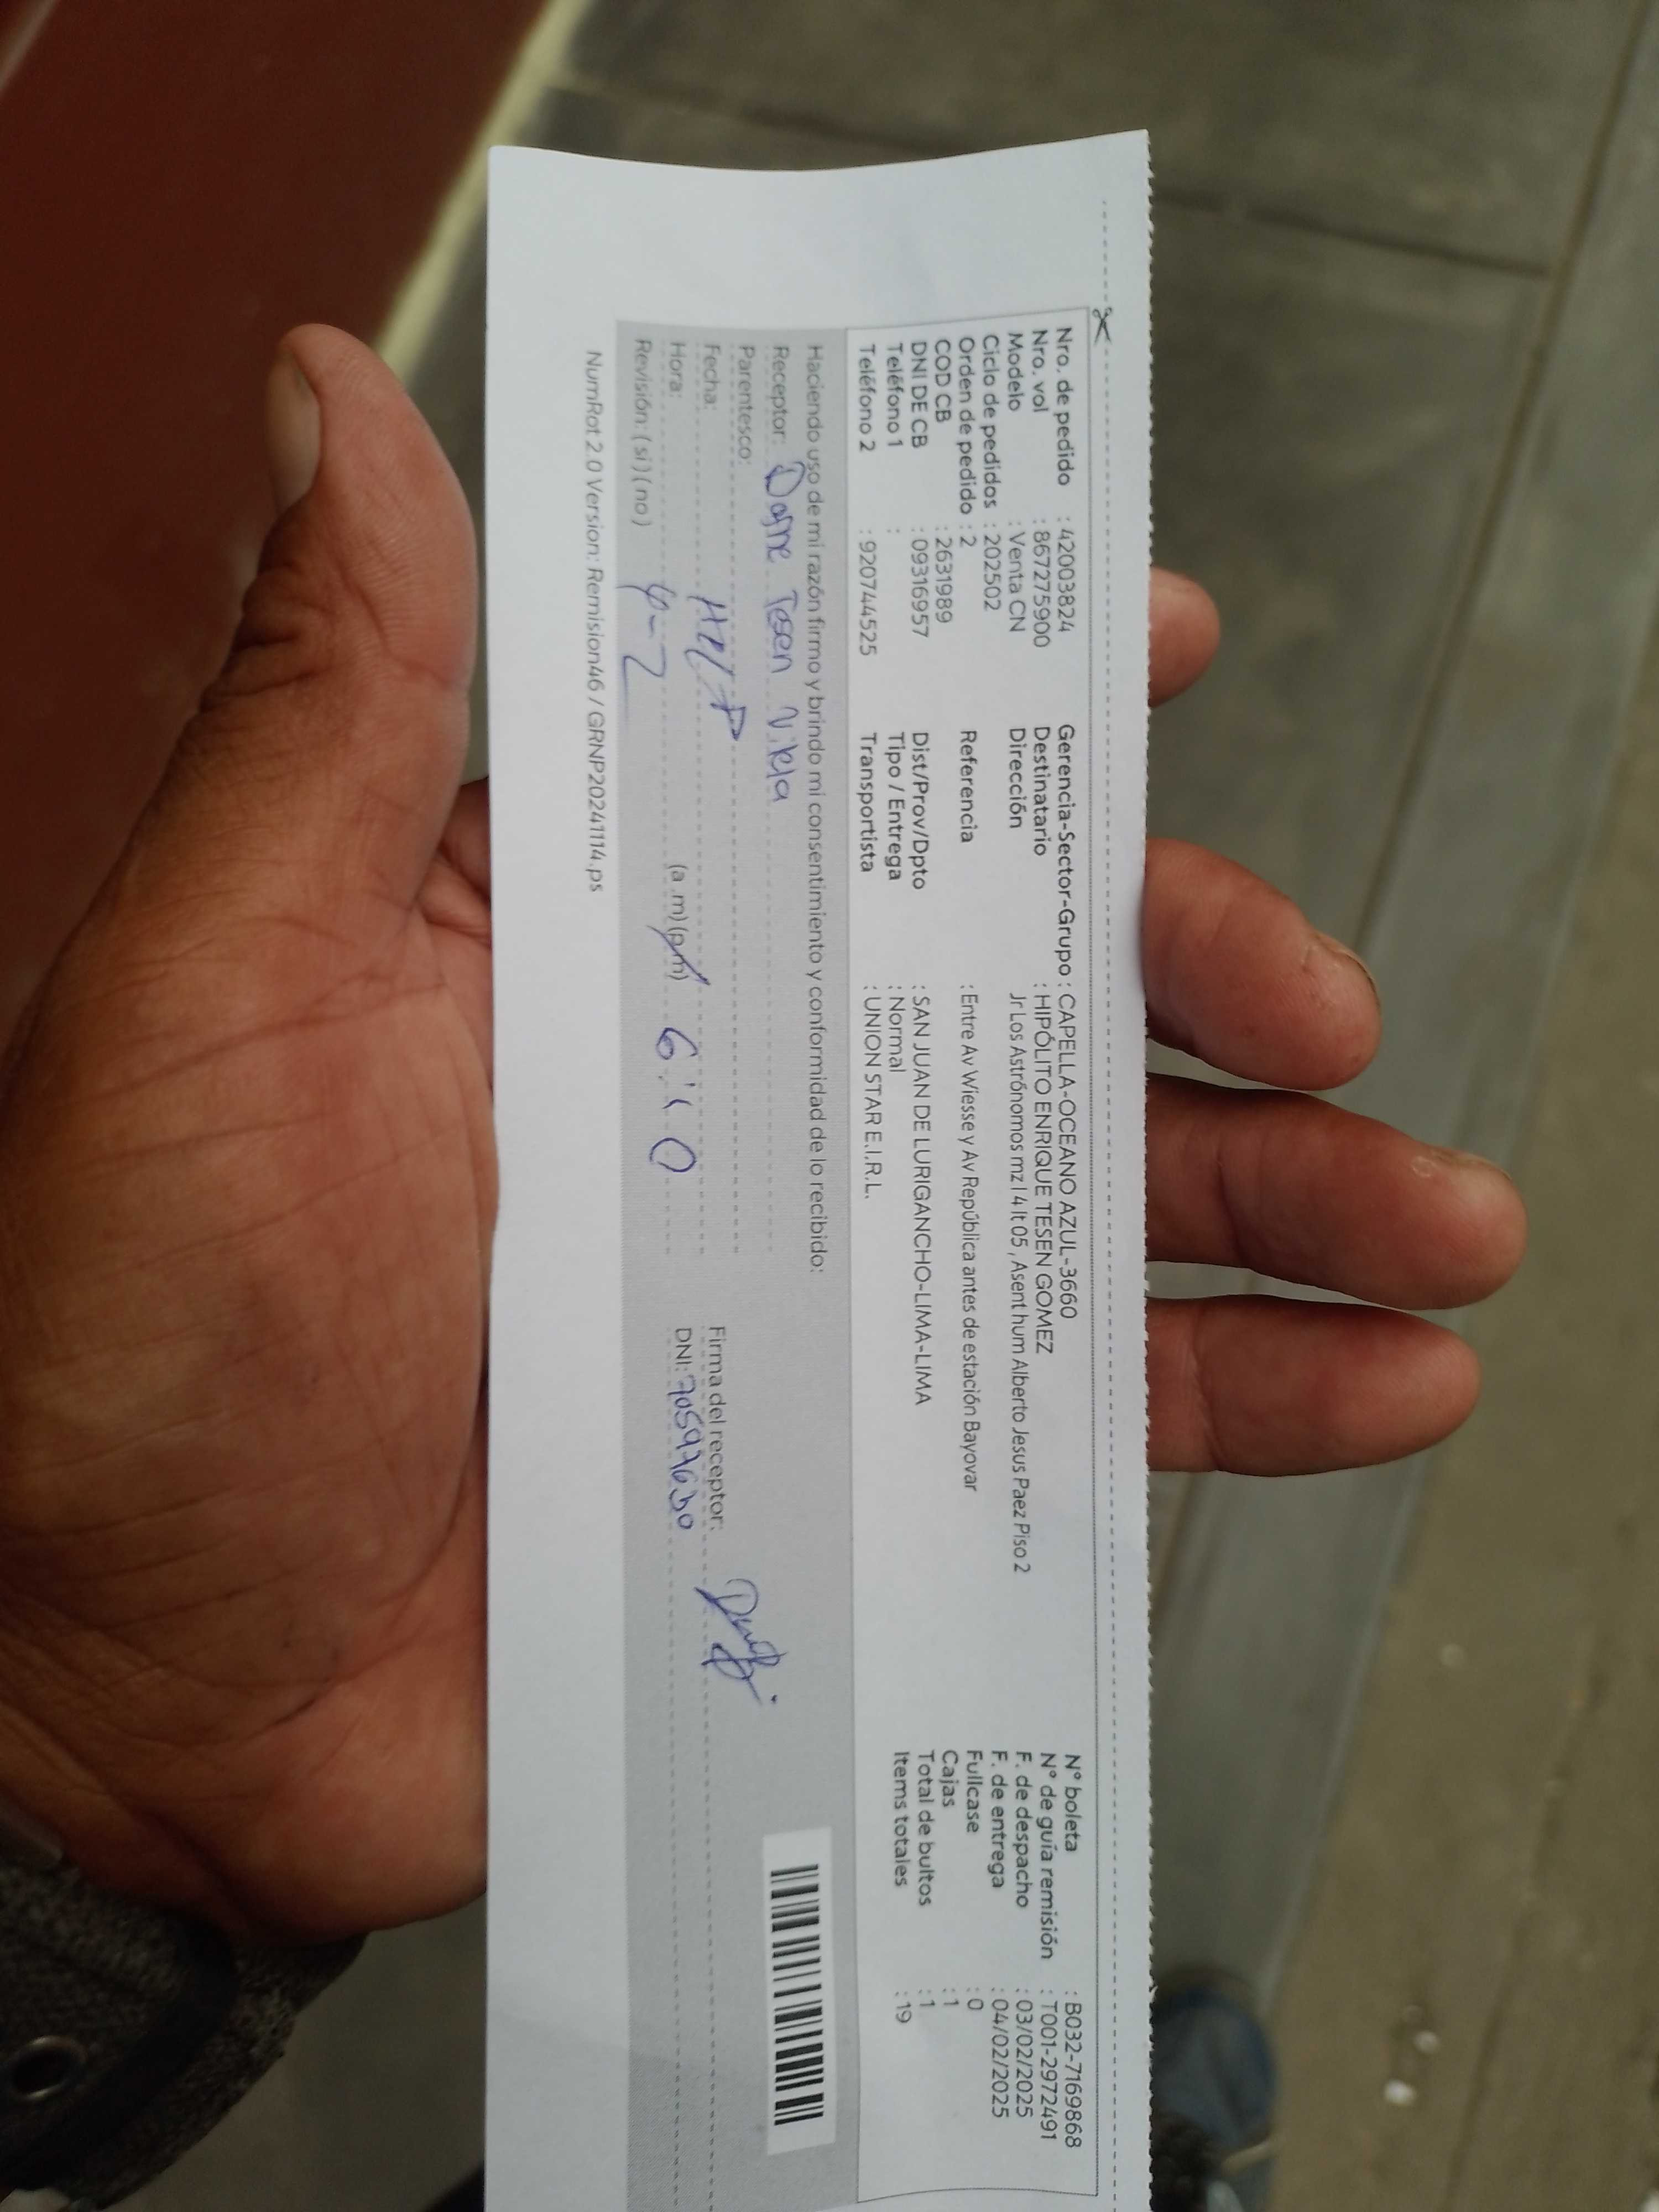 Nro. de pedido : 42003824
Nro. vol : 867275900
Modelo : Venta CN
Ciclo de pedidos : 202502
Orden de pedido : 2
COD CB : 2631989
DNI DE CB : 09316957
Teléfono 1 :
Teléfono 2 : 920744525
Gerencia-Sector-Grupo : CAPELLA-OCEANO AZUL-3660
Destinatario : HIPÓLITO ENRIQUE TESEN GOMEZ
Dirección Jr Los Astrónomos mz l 4 lt 05 , Asent hum Alberto Jesus Paez Piso 2
Referencia : Entre Av Wiesse y Av República antes de estación Bayovar
Dist/Prov/Dpto : SAN JUAN DE LURIGANCHO-LIMA-LIMA
Tipo / Entrega : Normal
Transportista : UNION STAR E.I.R.L.
N° boleta : B032-7169868
N° de guía remisión : T001-2972491
F. de despacho : 03/02/2025
F. de entrega : 04/02/2025
Fullcase : 0
Cajas : 1
Total de bultos : 1
Items totales : 19
Haciendo uso de mi razón firmo y brindo mi consentimiento y conformidad de lo recibido:
Receptor: Dafne Tesen Vilela
Parentesco:
Fecha:
Hora: (a .m) (p.m)
Revisión: ( si ) ( no )
Firma del receptor:
DNI: 70597630
NumRot 2.0 Version: Remision46 / GRNP20241114.ps